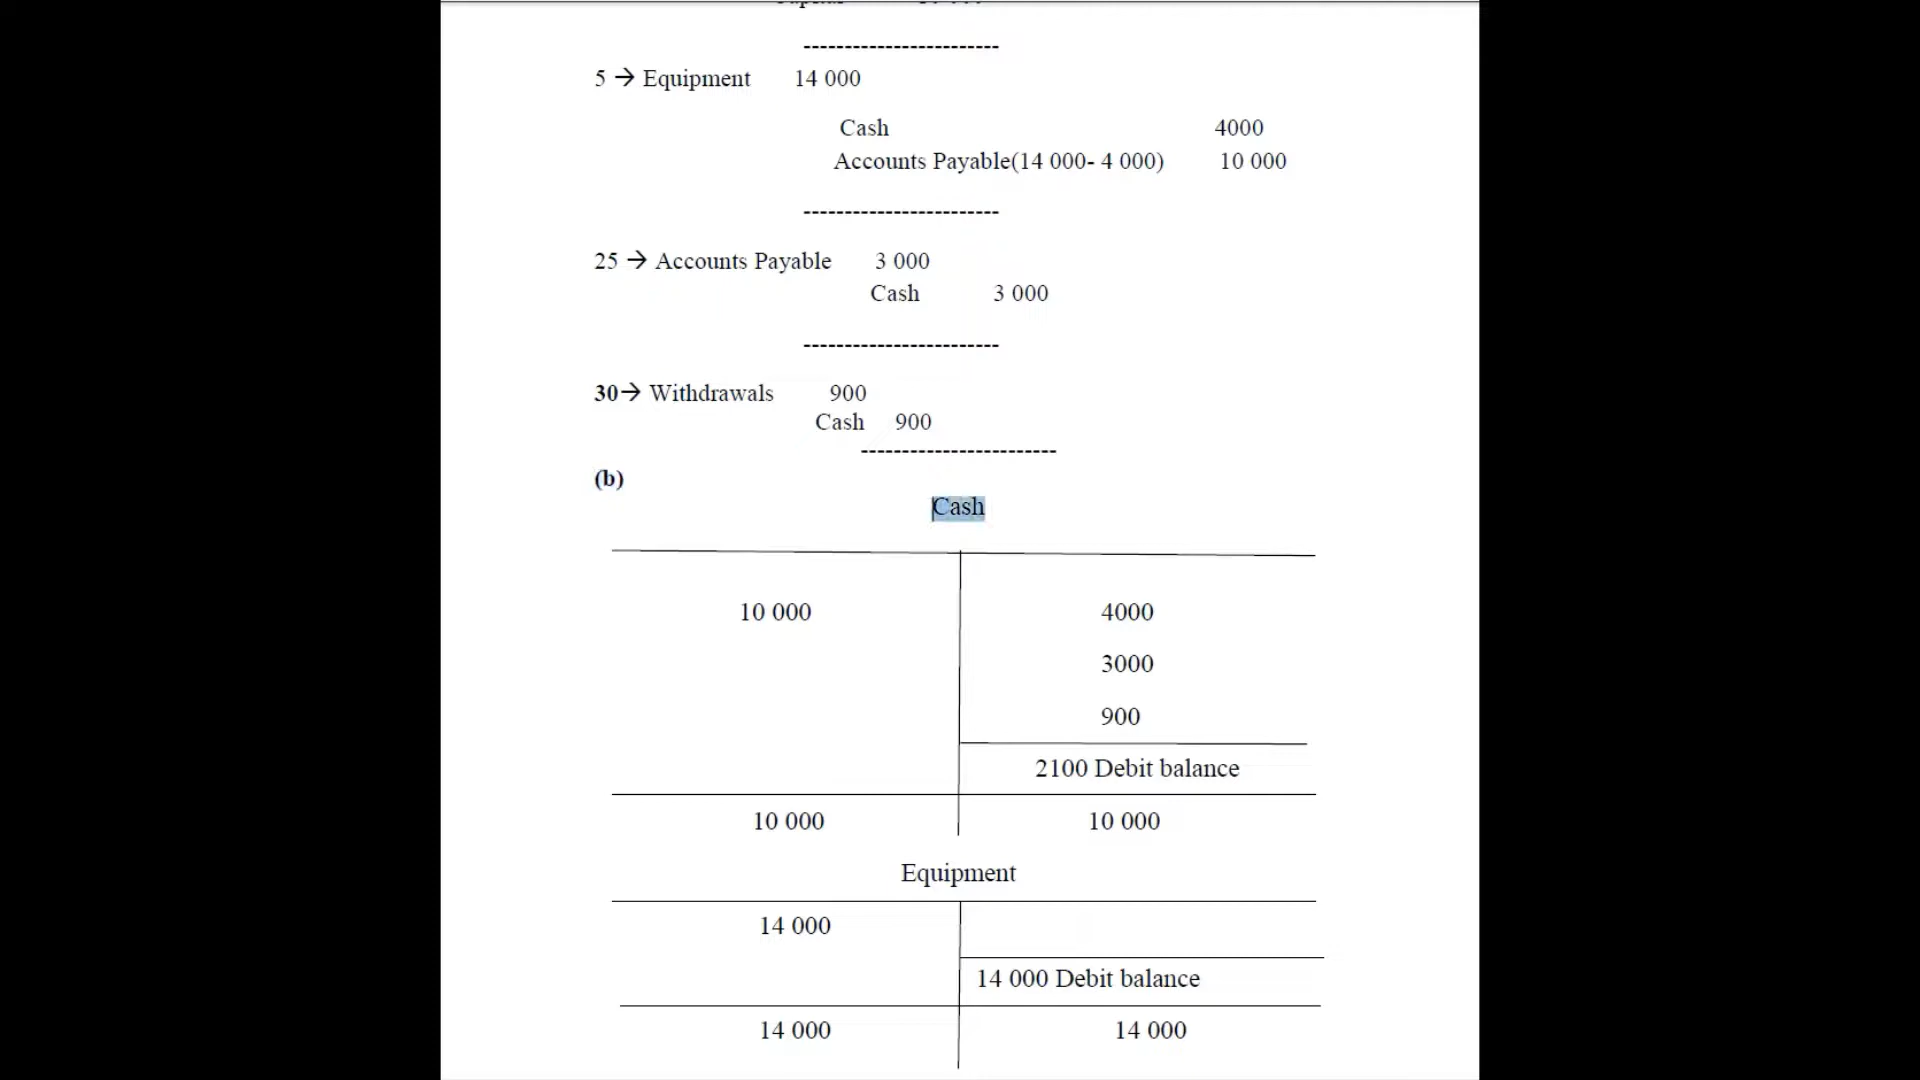 ------------------------
5 → Equipment 14 000
Cash 4000
Accounts Payable(14 000- 4 000) 10 000
------------------------
25 → Accounts Payable 3 000
Cash 3 000
------------------------
30→ Withdrawals 900
Cash 900
------------------------
(b)
Cash
10 000 4000
3000
900
2100 Debit balance
10 000 10 000
Equipment
14 000
14 000 Debit balance
14 000 14 000